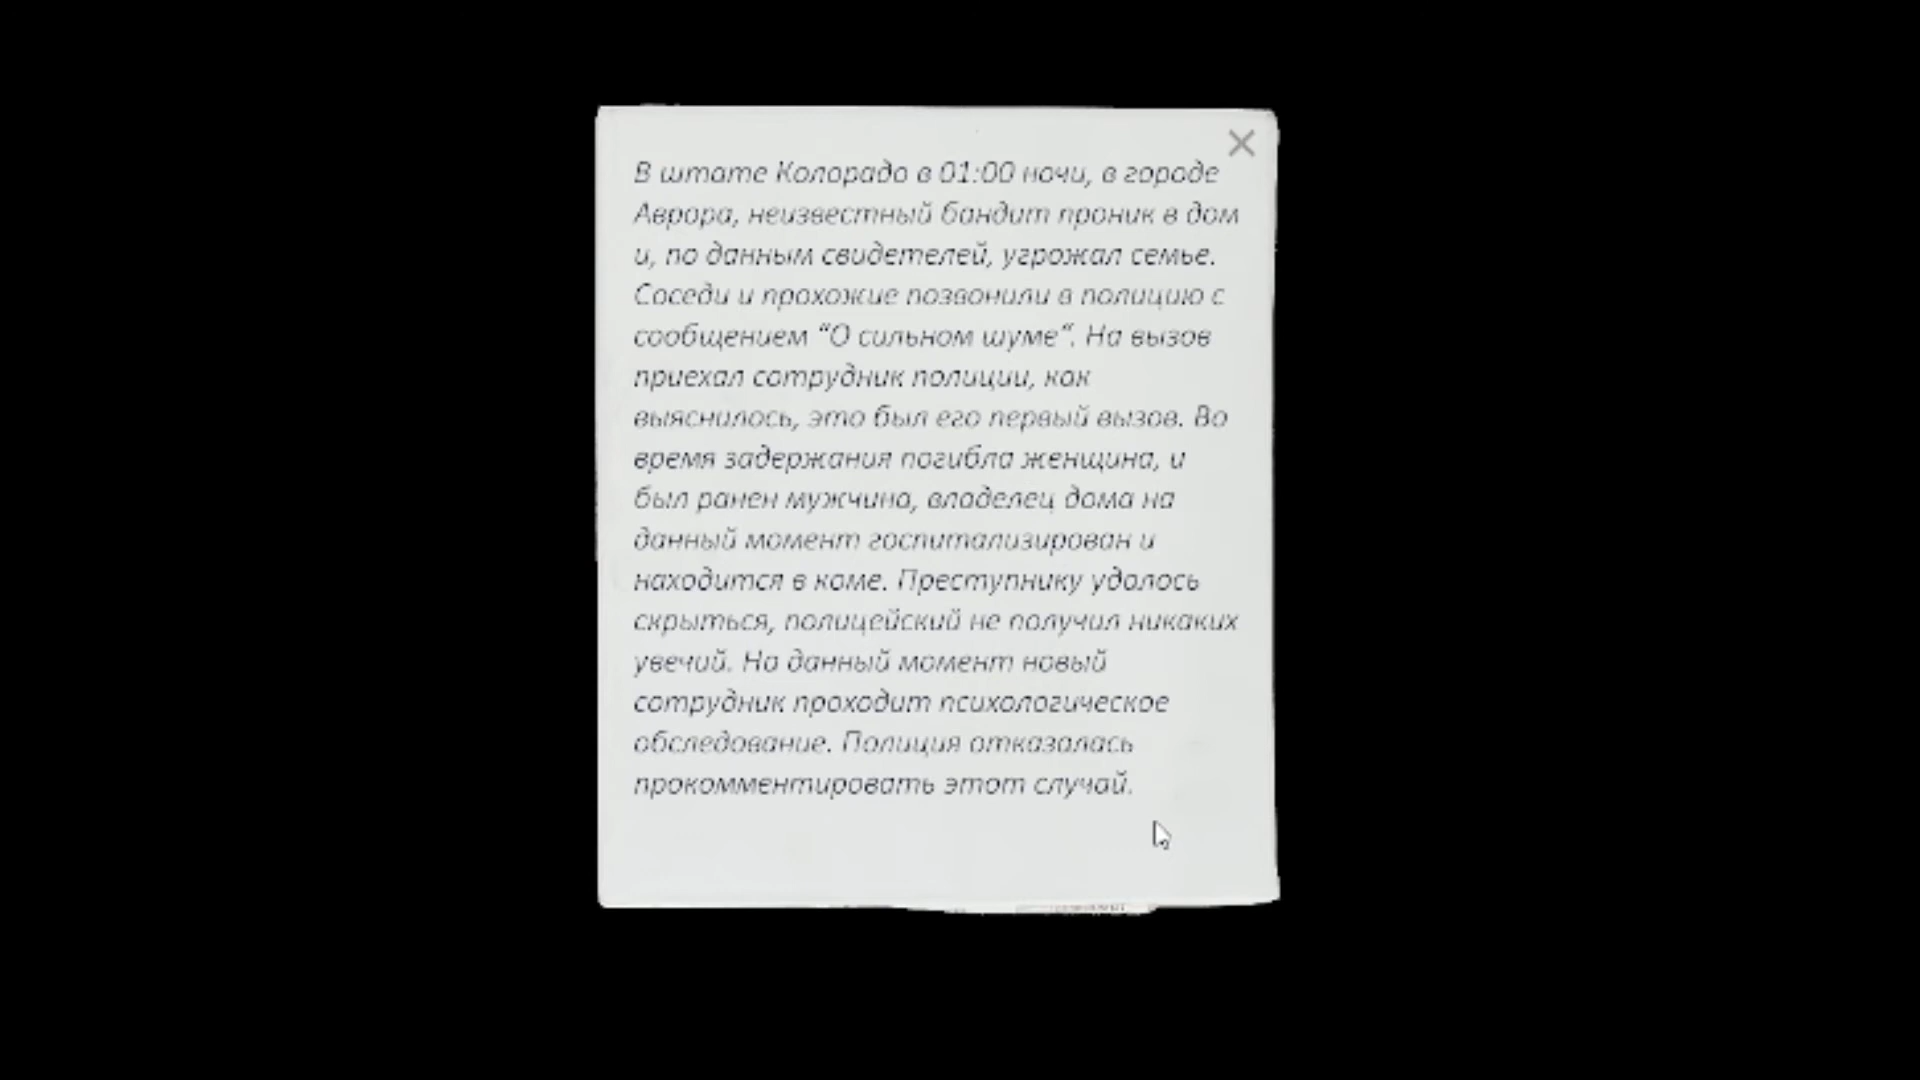 В штате Колорадо в 01:00 ночи, в городе
Аврора, неизвестный бандит проник в дом
и, по данным свидетелей, угрожал семье.
Соседи и прохожие позвонили в полицию с
сообщением “О сильном шуме“. На вызов
приехал сотрудник полиции, как
выяснилось, это был его первый вызов. Во
время задержания погибла женщина, и
был ранен мужчина, владелец дома на
данный момент госпитализирован и
находится в коме. Преступнику удалось
скрыться, полицейский не получил никаких
увечий. На данный момент новый
сотрудник проходит психологическое
обследование. Полиция отказалась
прокомментировать этот случай.